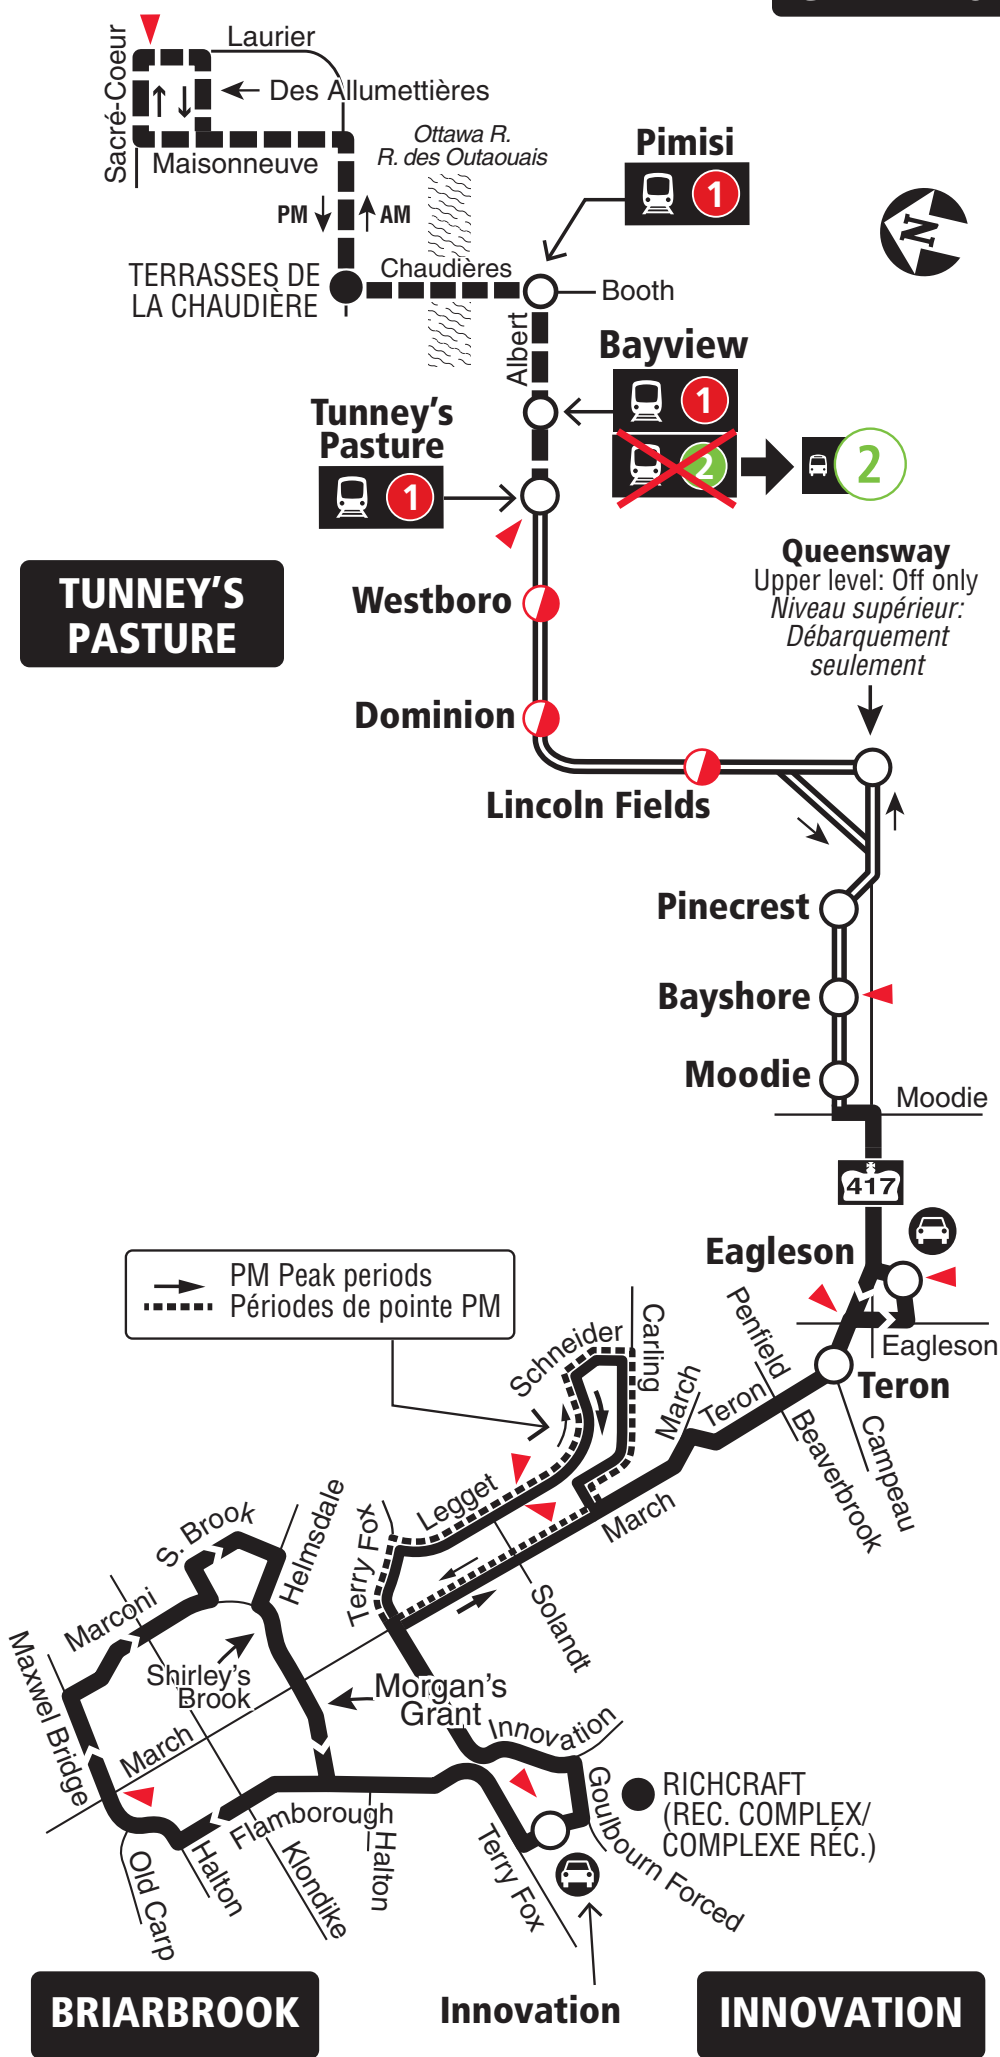 Sacré-Coeur
Laurier
Des Allumettières
Maisonneuve
Ottawa R.
R. des Outaouais
Pimisi
1
N
PM
AM
TERRASSES DE
LA CHAUDIÈRE
Chaudières
Booth
Albert
Bayview
1
2
2
Tunney's
Pasture
1
TUNNEY'S
PASTURE
Queensway
Upper level: Off only
Niveau supérieur:
Débarquement
seulement
Westboro
Dominion
Lincoln Fields
Pinecrest
Bayshore
Moodie
Moodie
417
Eagleson
Eagleson
Teron
PM Peak periods
Périodes de pointe PM
Schneider
Carling
Penfield
March
Teron
Beaverbrook
Campeau
Legget
March
Terry Fox
Solandt
S. Brook
Helmsdale
Marconi
Shirley's
Brook
Maxwel Bridge
March
Morgan's
Grant
Innovation
Goulbourn Forced
RICHCRAFT
(REC. COMPLEX/
COMPLEXE RÉC.)
Flamborough
Old Carp
Halton
Klondike
Halton
Terry Fox
Innovation
BRIARBROOK
INNOVATION